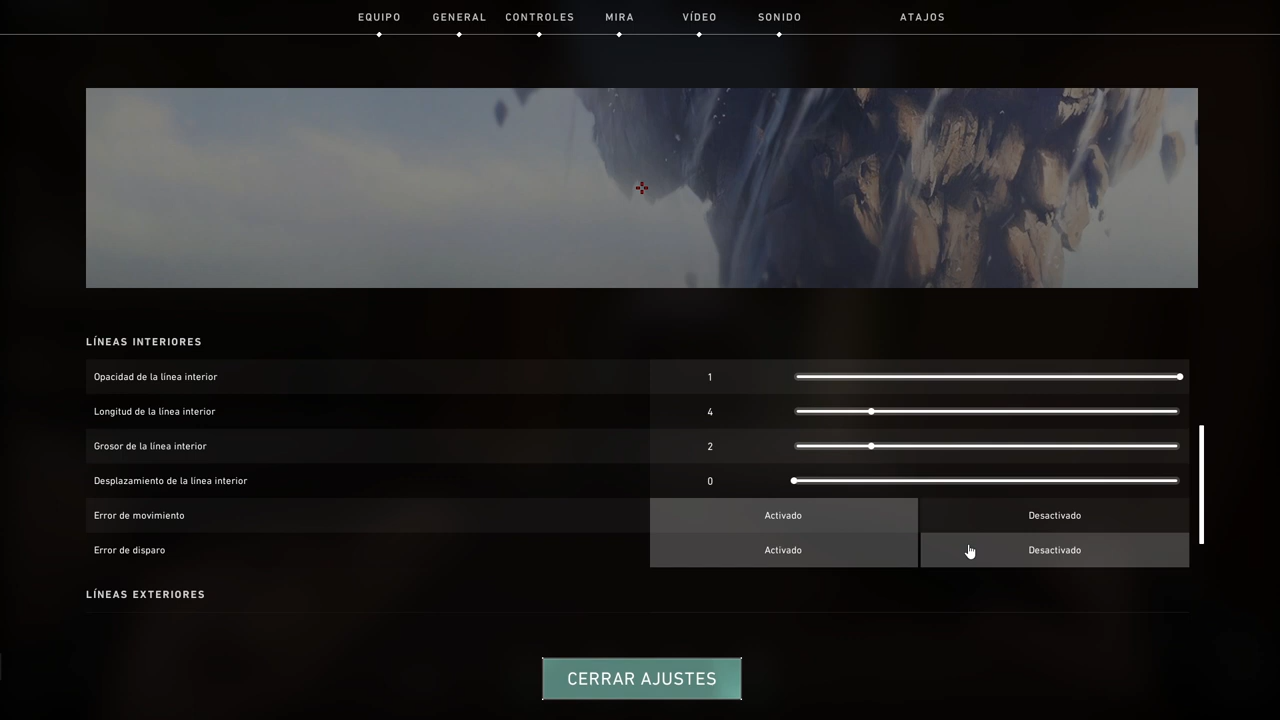 EQUIPO GENERAL CONTROLES MIRA VÍDEO SONIDO ATAJOS
LÍNEAS INTERIORES
Opacidad de la línea interior 1
Longitud de la línea interior 4
Grosor de la línea interior 2
Desplazamiento de la línea interior 0
Error de movimiento Activado Desactivado
Error de disparo Activado Desactivado
LÍNEAS EXTERIORES
CERRAR AJUSTES